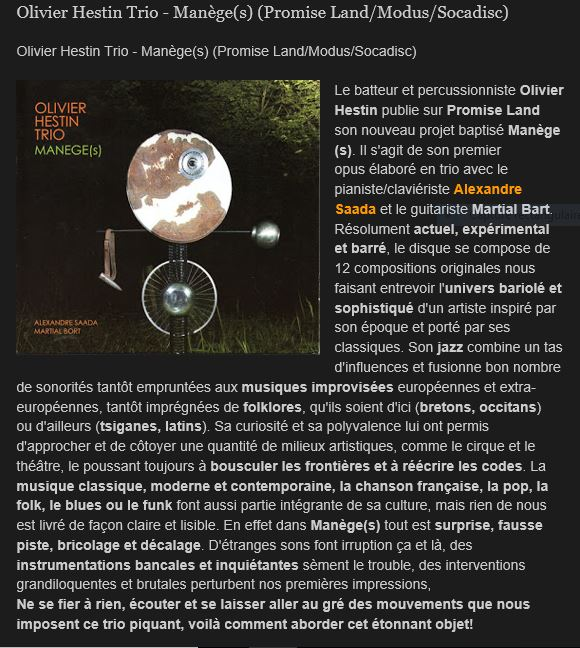 Olivier Hestin Trio - Manège(s) (Promise Land/Modus/Socadisc)
Olivier Hestin Trio - Manège(s) (Promise Land/Modus/Socadisc)
OLIVIER
HESTIN
TRIO
MANEGE(s)
ALEXANDRE SAADA
MARTIAL BORT
Le batteur et percussionniste Olivier
Hestin publie sur Promise Land
son nouveau projet baptisé Manège
(s). Il s'agit de son premier
opus élaboré en trio avec le
pianiste/claviériste Alexandre
Saada et le guitariste Martial Bart.
Résolument actuel, expérimental
et barré, le disque se compose de
12 compositions originales nous
faisant entrevoir l'univers bariolé et
sophistiqué d'un artiste inspiré par
son époque et porté par ses
classiques. Son jazz combine un tas
d'influences et fusionne bon nombre
de sonorités tantôt empruntées aux musiques improvisées européennes et extra-
européennes, tantôt imprégnées de folklores, qu'ils soient d'ici (bretons, occitans)
ou d'ailleurs (tsiganes, latins). Sa curiosité et sa polyvalence lui ont permis
d'approcher et de côtoyer une quantité de milieux artistiques, comme le cirque et le
théâtre, le poussant toujours à bousculer les frontières et à réécrire les codes. La
musique classique, moderne et contemporaine, la chanson française, la pop, la
folk, le blues ou le funk font aussi partie intégrante de sa culture, mais rien de nous
est livré de façon claire et lisible. En effet dans Manège(s) tout est surprise, fausse
piste, bricolage et décalage. D'étranges sons font irruption ça et là, des
instrumentations bancales et inquiétantes sèment le trouble, des interventions
grandiloquentes et brutales perturbent nos premières impressions,
Ne se fier à rien, écouter et se laisser aller au gré des mouvements que nous
imposent ce trio piquant, voilà comment aborder cet étonnant objet!